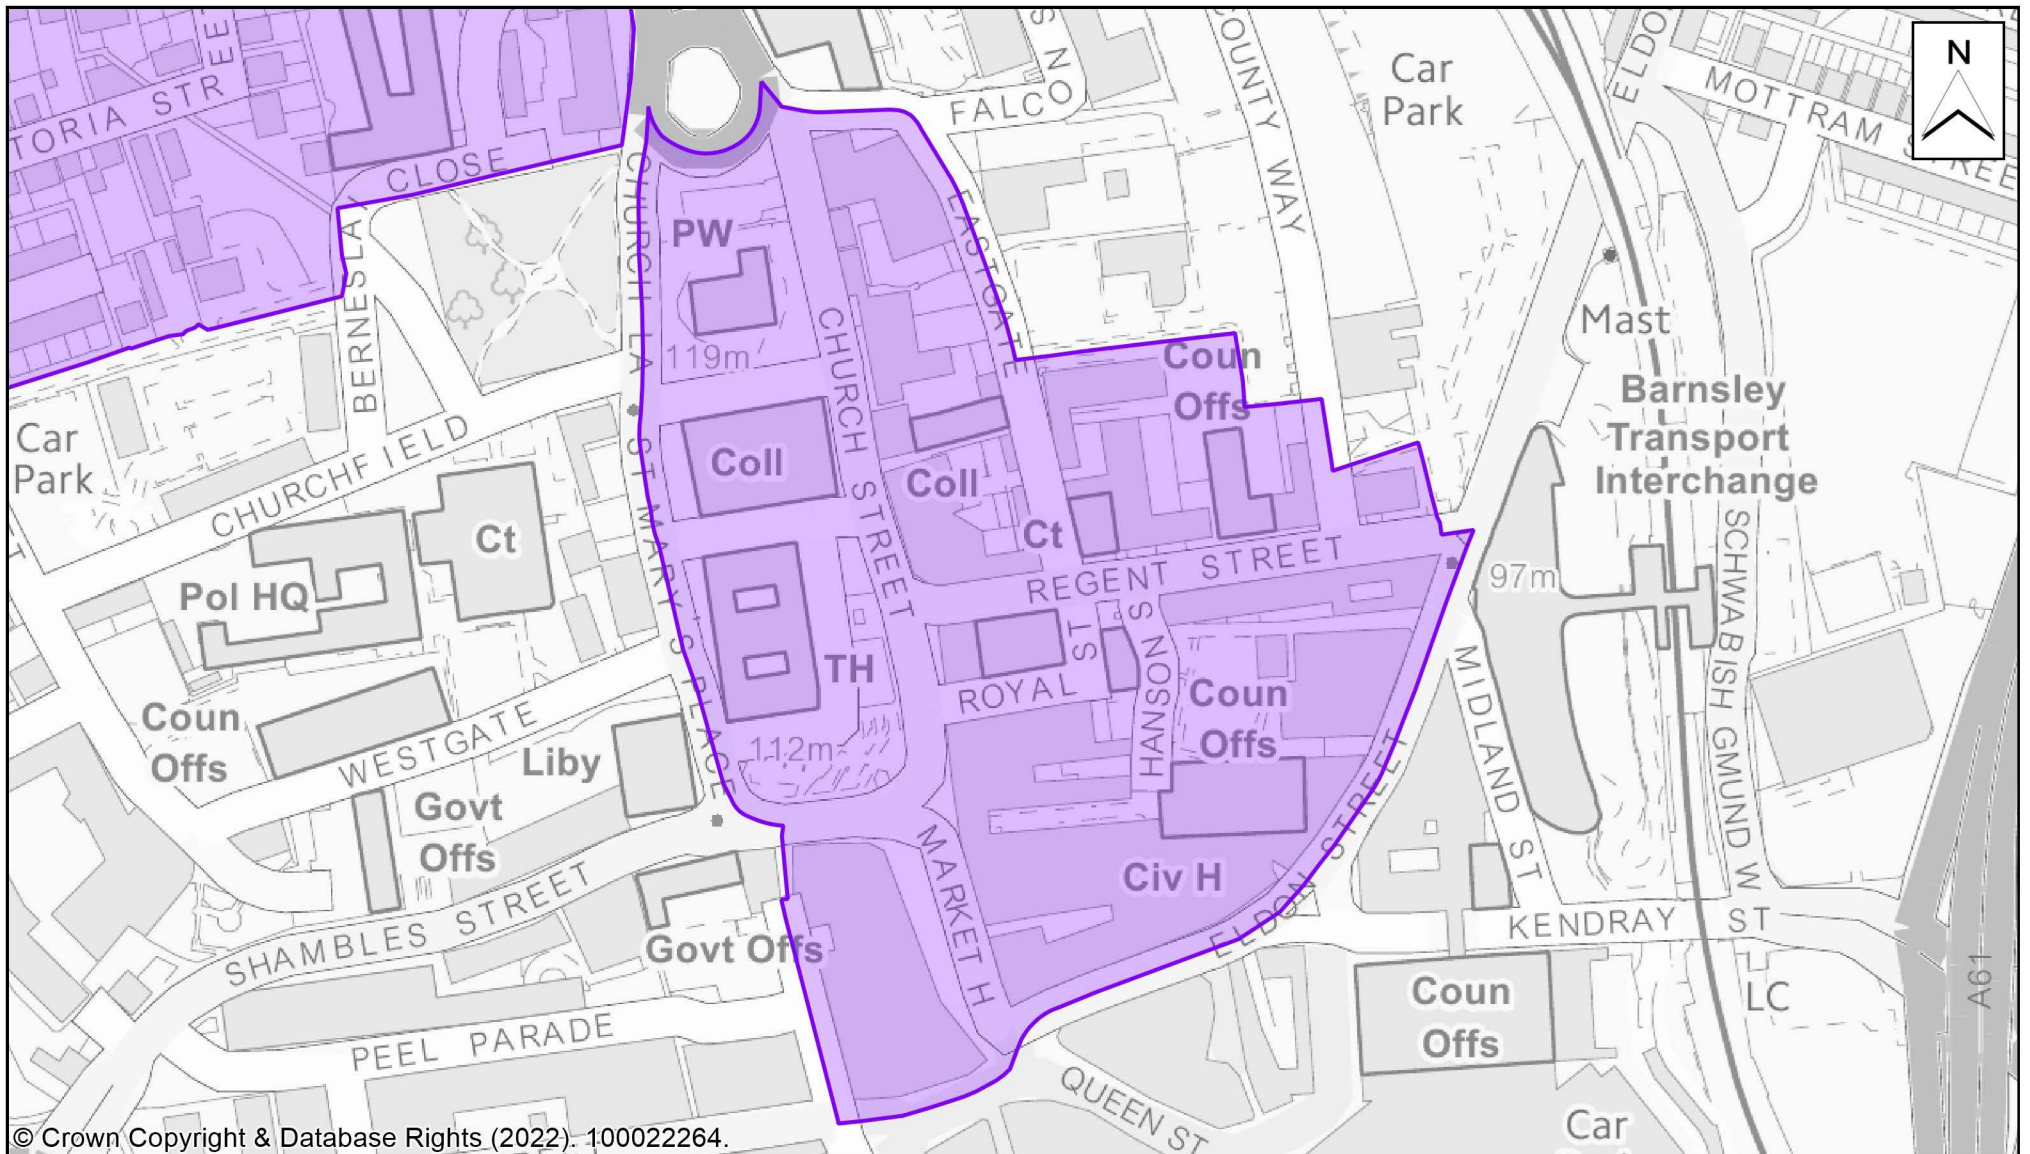 N
TORIA STREE
CLOSE
FALCO
S N
COUNTY WAY
Car
Park
ELDO
MOTTRAM STREE
CHURCH LA
PW
EASTGATE
BERNESLAY
119m
CHURCH STREET
Coun
Offs
Mast
Barnsley
Transport
Interchange
Car
Park
CHURCHFIELD
Coll
Coll
Ct
Ct
ST MARY'S PLACE
REGENT STREET
97m
SCHWABISH GMUND W
Pol HQ
TH
ROYAL ST
HANSON S
Coun
Offs
MIDLAND ST
Coun
Offs
WESTGATE
Liby
112m
Govt
Offs
MARKET H
Civ H
ELDON STREET
KENDRAY ST
SHAMBLES STREET
Govt Offs
A61
LC
Coun
Offs
PEEL PARADE
QUEEN ST
Car
© Crown Copyright & Database Rights (2022). 100022264.